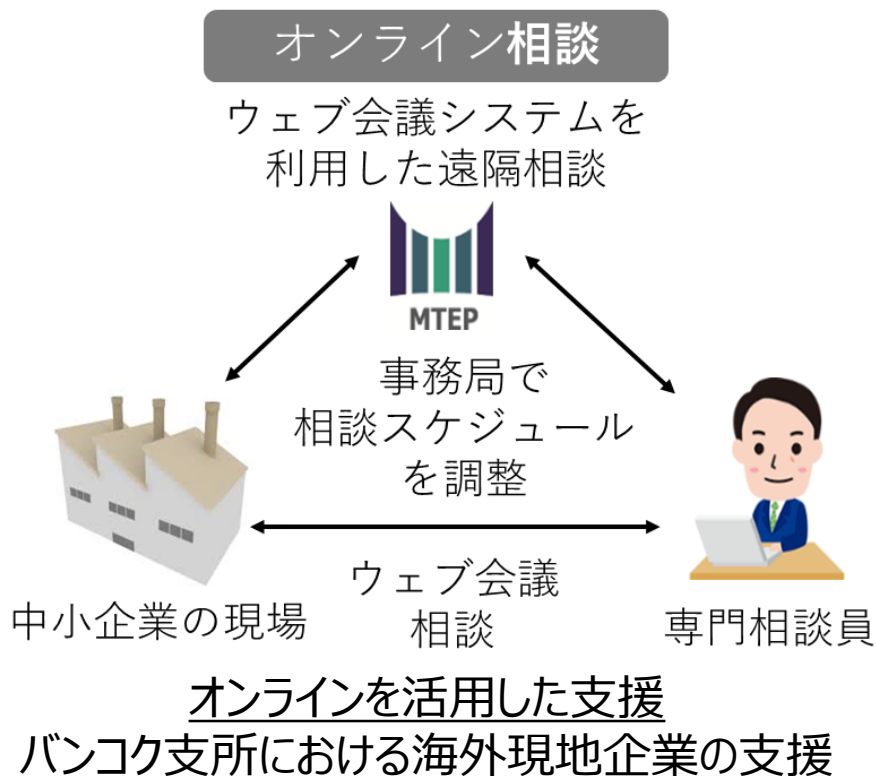 オンライン相談
ウェブ会議システムを
利用した遠隔相談
MTEP
事務局で
相談スケジュール
を調整
ウェブ会議
相談
中小企業の現場
専門相談員
オンラインを活用した支援
バンコク支所における海外現地企業の支援